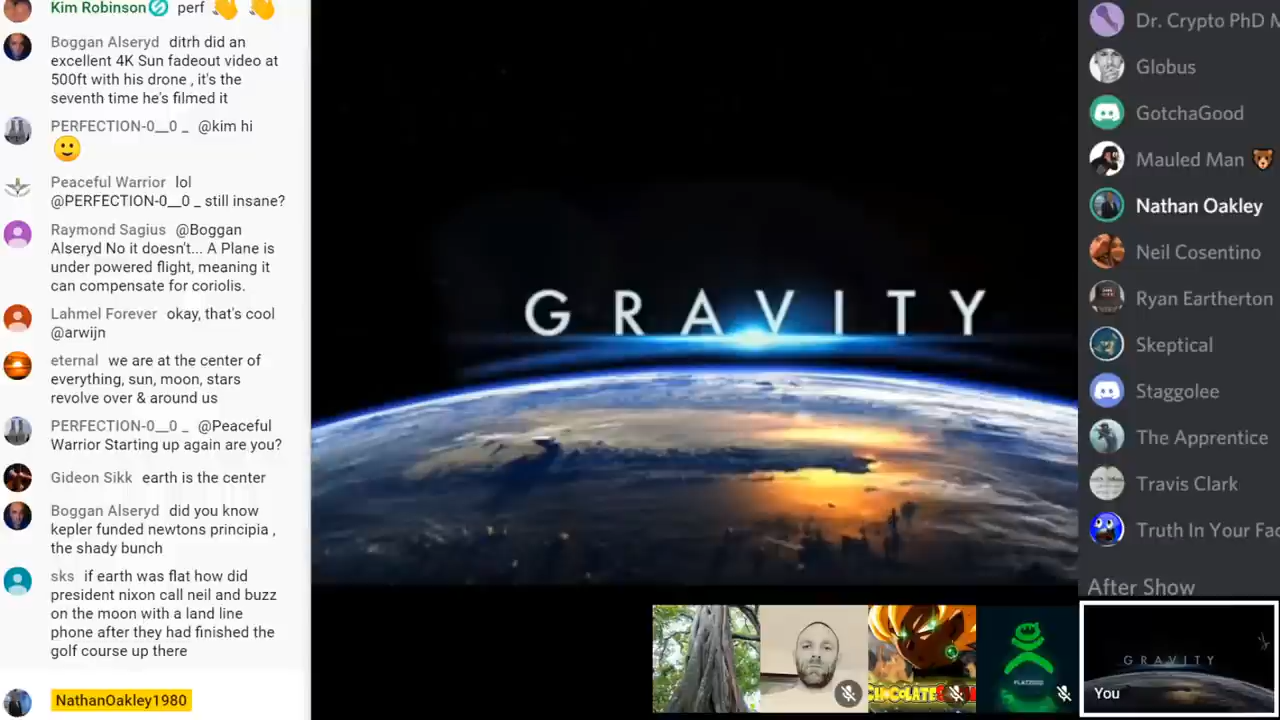 Kim Robinson perf 👋 👋
Boggan Alseryd ditrh did an
excellent 4K Sun fadeout video at
500ft with his drone , it's the
seventh time he's filmed it
PERFECTION-0__0 _ @kim hi
🙂
Peaceful Warrior lol
@PERFECTION-0__0 _ still insane?
Raymond Sagius @Boggan
Alseryd No it doesn't... A Plane is
under powered flight, meaning it
can compensate for coriolis.
Lahmel Forever okay, that's cool
@arwijn
eternal we are at the center of
everything, sun, moon, stars
revolve over & around us
PERFECTION-0__0 _ @Peaceful
Warrior Starting up again are you?
Gideon Sikk earth is the center
Boggan Alseryd did you know
kepler funded newtons principia ,
the shady bunch
sks if earth was flat how did
president nixon call neil and buzz
on the moon with a land line
phone after they had finished the
golf course up there
NathanOakley1980
GRAVITY
Dr. Crypto PhD M
Globus
GotchaGood
Mauled Man 🐻
Nathan Oakley
Neil Cosentino
Ryan Eartherton
Skeptical
Staggolee
The Apprentice
Travis Clark
Truth In Your Fac
After Show
GRAVITY
You